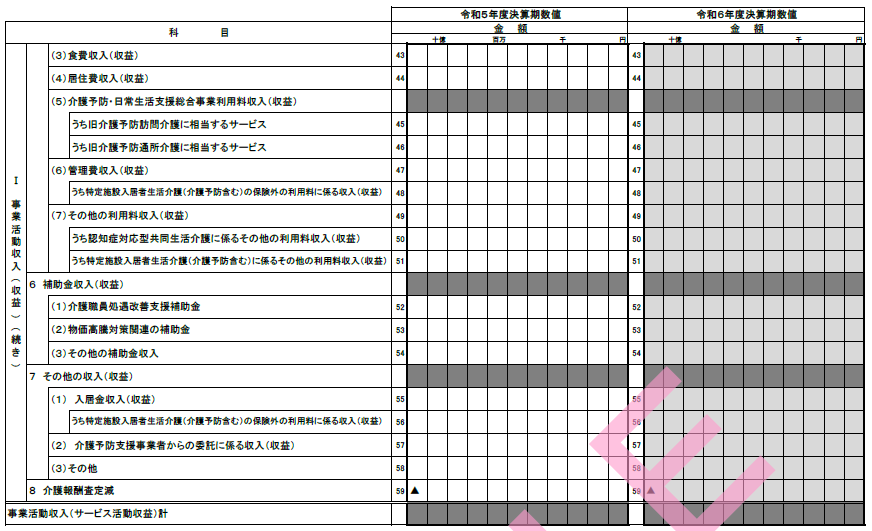 科 目
令和5年度決算期数値
令和6年度決算期数値
金 額
金 額
十億 百万 千 円
十億 千 円
Ⅰ 事業活動収入（収益）（続き）
(3)食費収入(収益) 43 43
(4)居住費収入(収益) 44 44
(5)介護予防・日常生活支援総合事業利用料収入(収益)
うち旧介護予防訪問介護に相当するサービス 45 45
うち旧介護予防通所介護に相当するサービス 46 46
(6)管理費収入(収益) 47 47
うち特定施設入居者生活介護(介護予防含む)の保険外の利用料に係る収入(収益) 48 48
(7)その他の利用料収入(収益) 49 49
うち認知症対応型共同生活介護に係るその他の利用料収入(収益) 50 50
うち特定施設入居者生活介護(介護予防含む)に係るその他の利用料収入(収益) 51 51
6 補助金収入(収益)
(1)介護職員処遇改善支援補助金 52 52
(2)物価高騰対策関連の補助金 53 53
(3)その他の補助金収入 54 54
7 その他の収入(収益)
(1) 入居金収入(収益) 55 55
うち特定施設入居者生活介護(介護予防含む)の保険外の利用料に係る収入(収益) 56 56
(2) 介護予防支援事業者からの委託に係る収入(収益) 57 57
(3)その他 58 58
8 介護報酬査定減 59 ▲ 59 ▲
事業活動収入(サービス活動収益)計